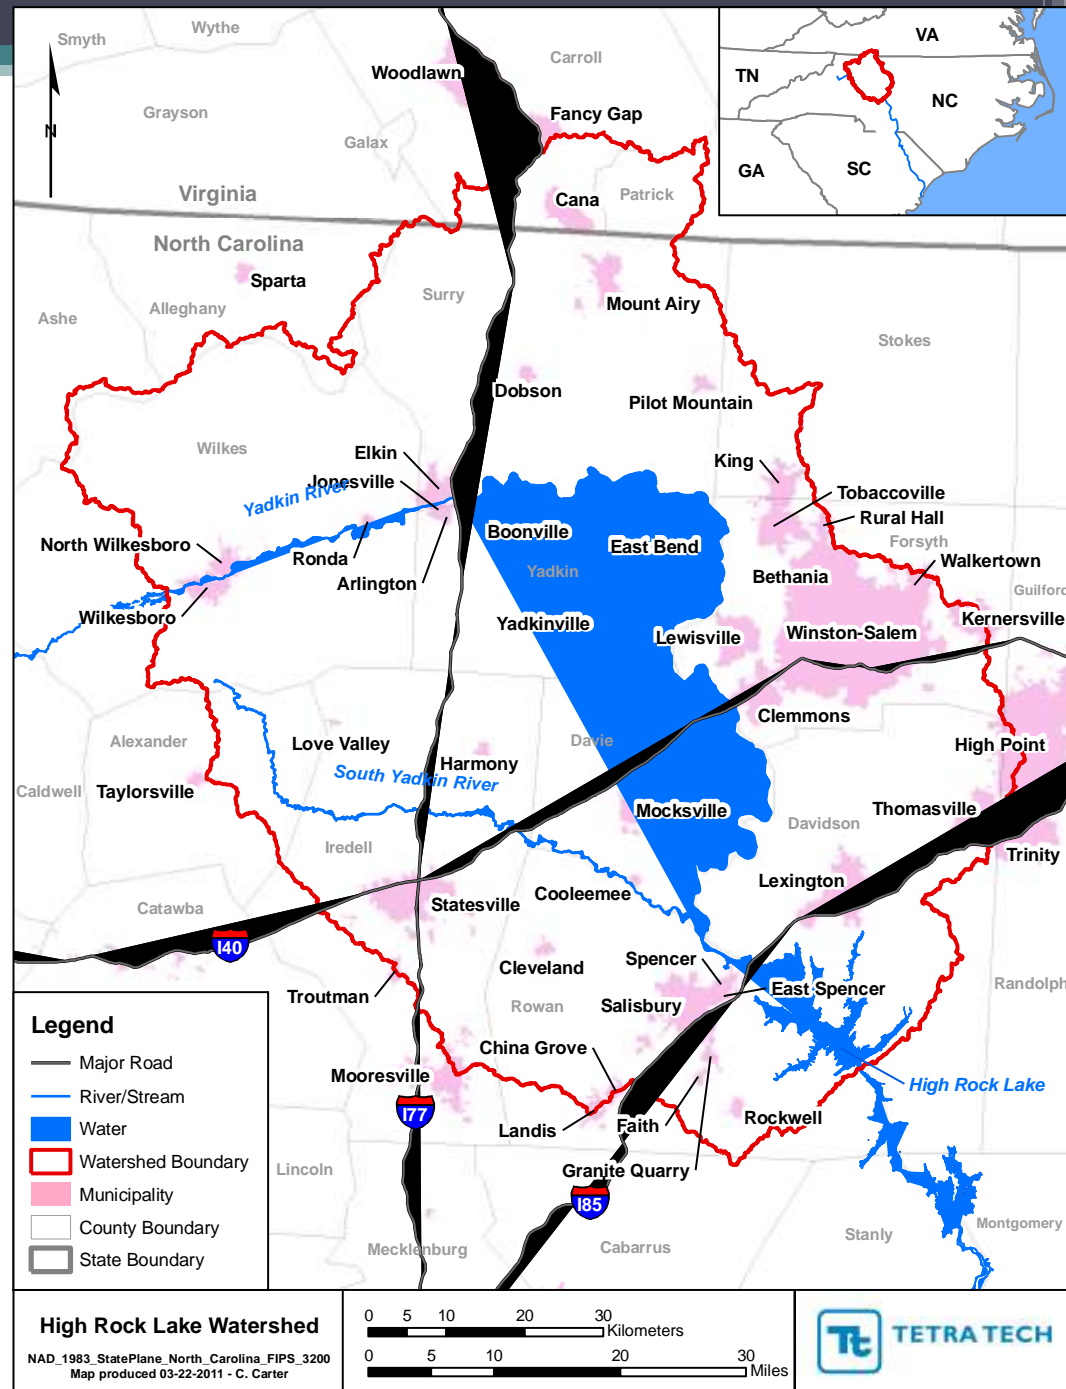 Smyth
Wythe
Carroll
Woodlawn
Grayson
Fancy Gap
N
Galax
Virginia
Cana
Patrick
VA
TN
NC
GA
SC
North Carolina
Sparta
Surry
Mount Airy
Ashe
Alleghany
Stokes
Dobson
Pilot Mountain
Wilkes
Elkin
King
Jonesville
Yadkin River
Tobaccoville
Rural Hall
North Wilkesboro
Boonville
East Bend
Forsyth
Ronda
Walkertown
Arlington
Yadkin
Bethania
Guilford
Wilkesboro
Yadkinville
Lewisville
Winston-Salem
Kernersville
Clemmons
Alexander
Love Valley
Davie
High Point
Harmony
South Yadkin River
Caldwell
Taylorsville
Mocksville
Thomasville
Davidson
Iredell
Trinity
Lexington
Cooleemee
Catawba
Statesville
I40
Spencer
Cleveland
East Spencer
Randolph
Troutman
Rowan
Salisbury
China Grove
Mooresville
High Rock Lake
I77
Landis
Faith
Rockwell
Granite Quarry
Lincoln
I85
Mecklenburg
Cabarrus
Stanly
Montgomery
Legend
Major Road
River/Stream
Water
Watershed Boundary
Municipality
County Boundary
State Boundary
High Rock Lake Watershed
NAD_1983_StatePlane_North_Carolina_FIPS_3200
Map produced 03-22-2011 - C. Carter
0 5 10 20 30
Kilometers
0 5 10 20 30
Miles
Tt TETRA TECH